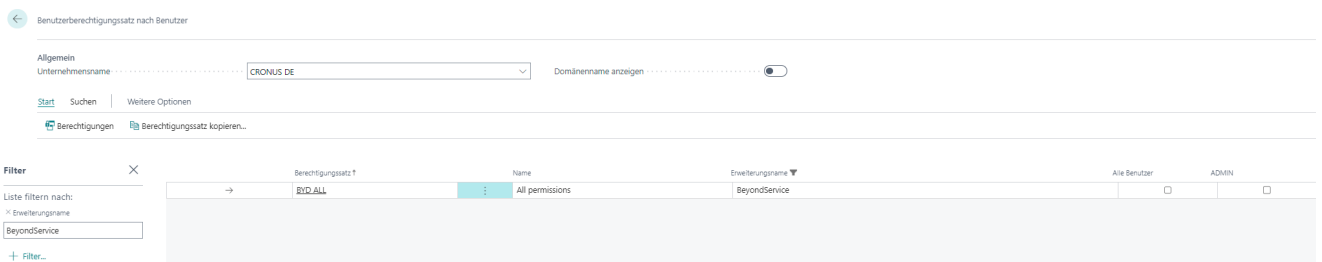 Benutzerberechtigungssatz nach Benutzer
Allgemein
Unternehmensname CRONUS DE Domänenname anzeigen
Start Suchen Weitere Optionen
Berechtigungen Berechtigungssatz kopieren...
Filter
Liste filtern nach:
× Erweiterungsname
BeyondService
+ Filter...
Berechtigungssatz ↑ Name Erweiterungsname Alle Benutzer ADMIN
→ BYD ALL All permissions BeyondService